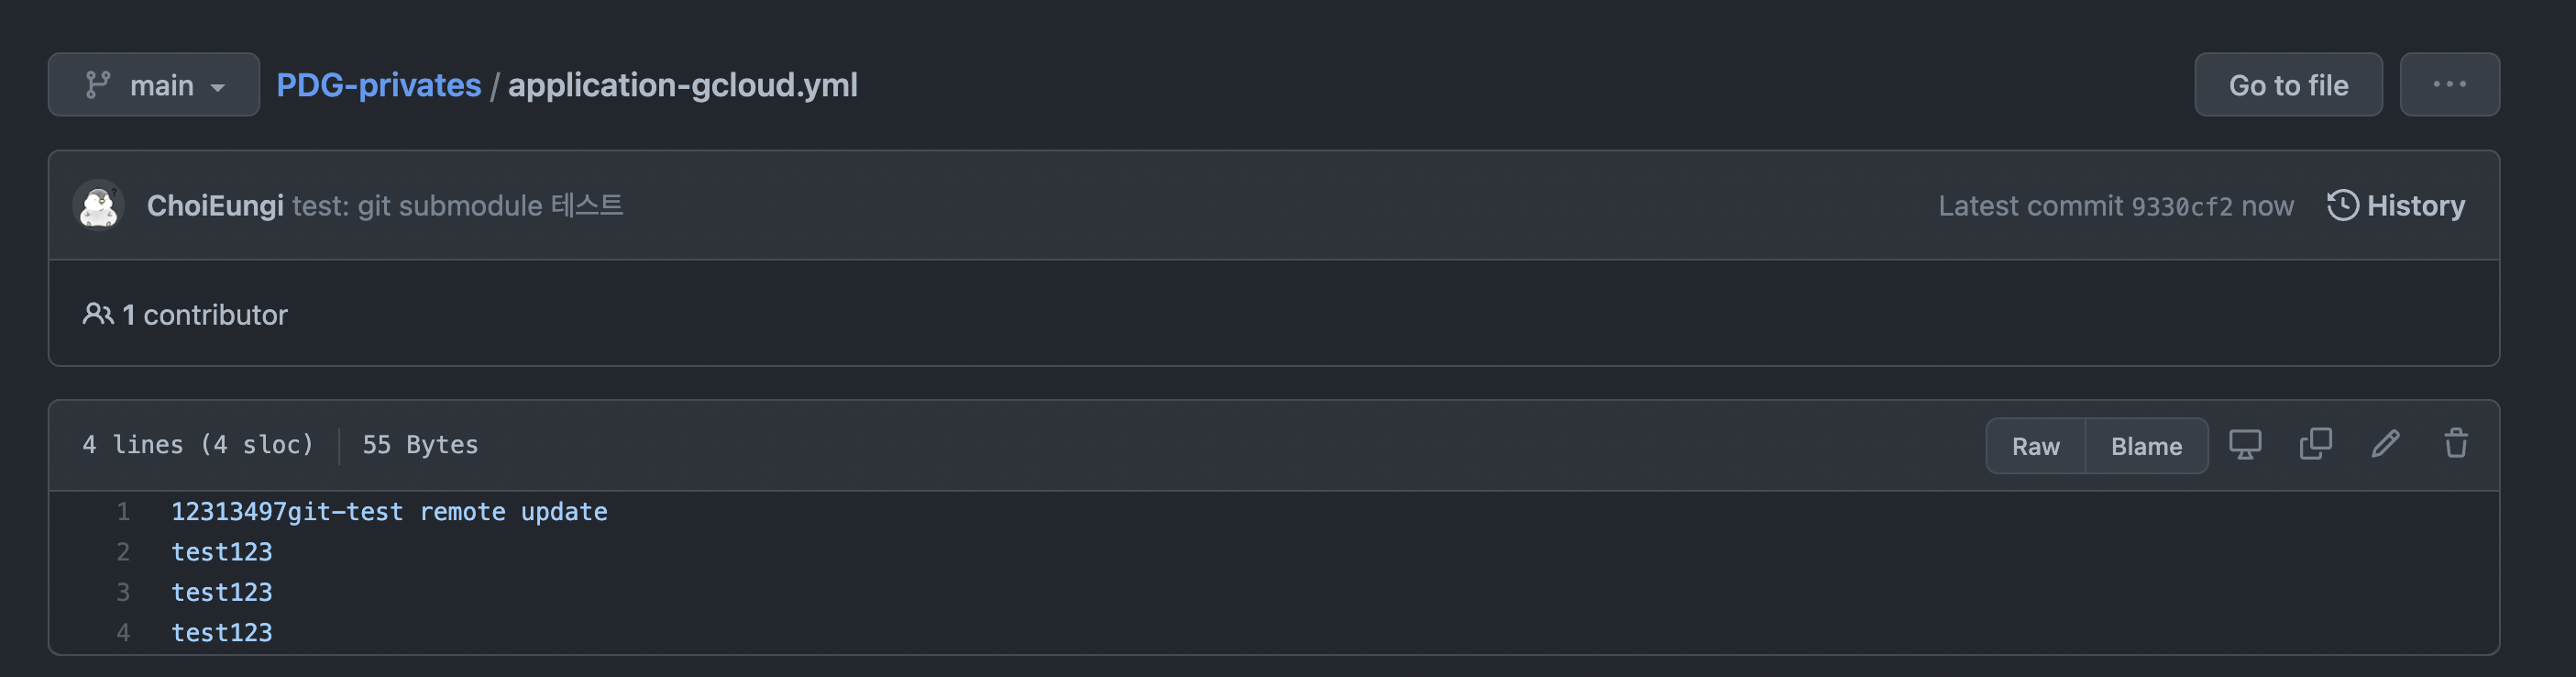 main PDG-privates / application-gcloud.yml Go to file ...
ChoiEungi test: git submodule 테스트 Latest commit 9330cf2 now History
1 contributor
4 lines (4 sloc) 55 Bytes Raw Blame
1 12313497git-test remote update
2 test123
3 test123
4 test123